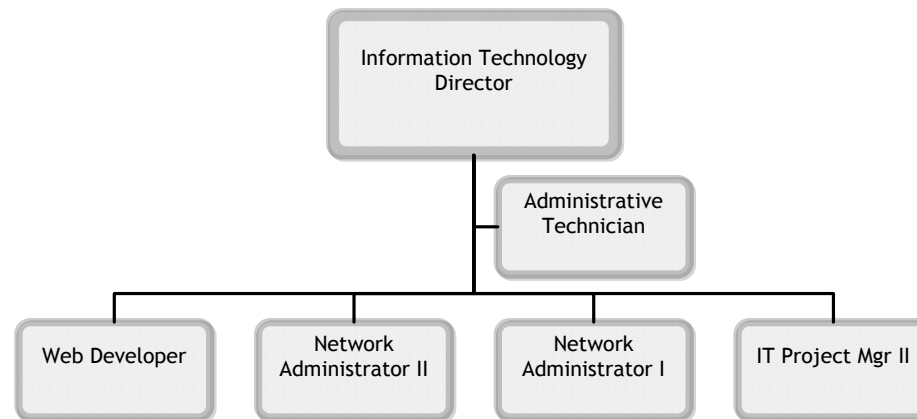 Information Technology
Director
Administrative
Technician
Web Developer
Network
Administrator II
Network
Administrator I
IT Project Mgr II